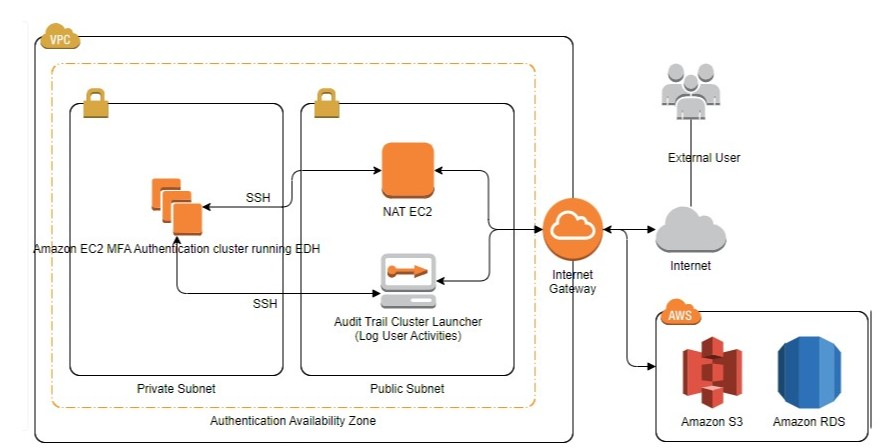 VPC
External User
SSH
NAT EC2
Amazon EC2 MFA Authentication cluster running EDH
Internet
Internet
Gateway
SSH
AWS
Audit Trail Cluster Launcher
(Log User Activities)
Private Subnet
Public Subnet
Amazon S3
Amazon RDS
Authentication Availability Zone